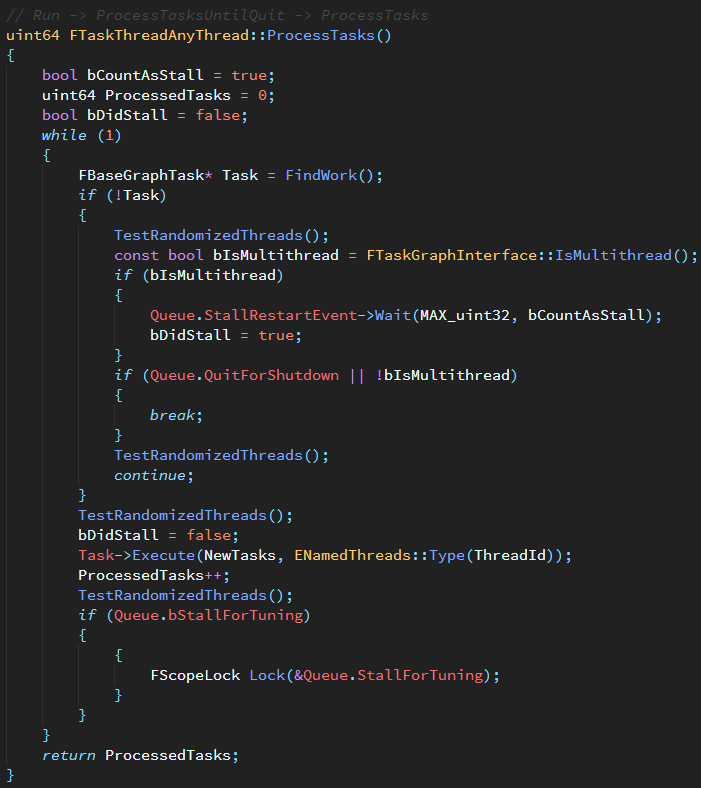 // Run -> ProcessTasksUntilQuit -> ProcessTasks
uint64 FTaskThreadAnyThread::ProcessTasks()
{
    bool bCountAsStall = true;
    uint64 ProcessedTasks = 0;
    bool bDidStall = false;
    while (1)
    {
        FBaseGraphTask* Task = FindWork();
        if (!Task)
        {
            TestRandomizedThreads();
            const bool bIsMultithread = FTaskGraphInterface::IsMultithread();
            if (bIsMultithread)
            {
                Queue.StallRestartEvent->Wait(MAX_uint32, bCountAsStall);
                bDidStall = true;
            }
            if (Queue.QuitForShutdown || !bIsMultithread)
            {
                break;
            }
            TestRandomizedThreads();
            continue;
        }
        TestRandomizedThreads();
        bDidStall = false;
        Task->Execute(NewTasks, ENamedThreads::Type(ThreadId));
        ProcessedTasks++;
        TestRandomizedThreads();
        if (Queue.bStallForTuning)
        {
            {
                FScopeLock Lock(&Queue.StallForTuning);
            }
        }
    }
    return ProcessedTasks;
}